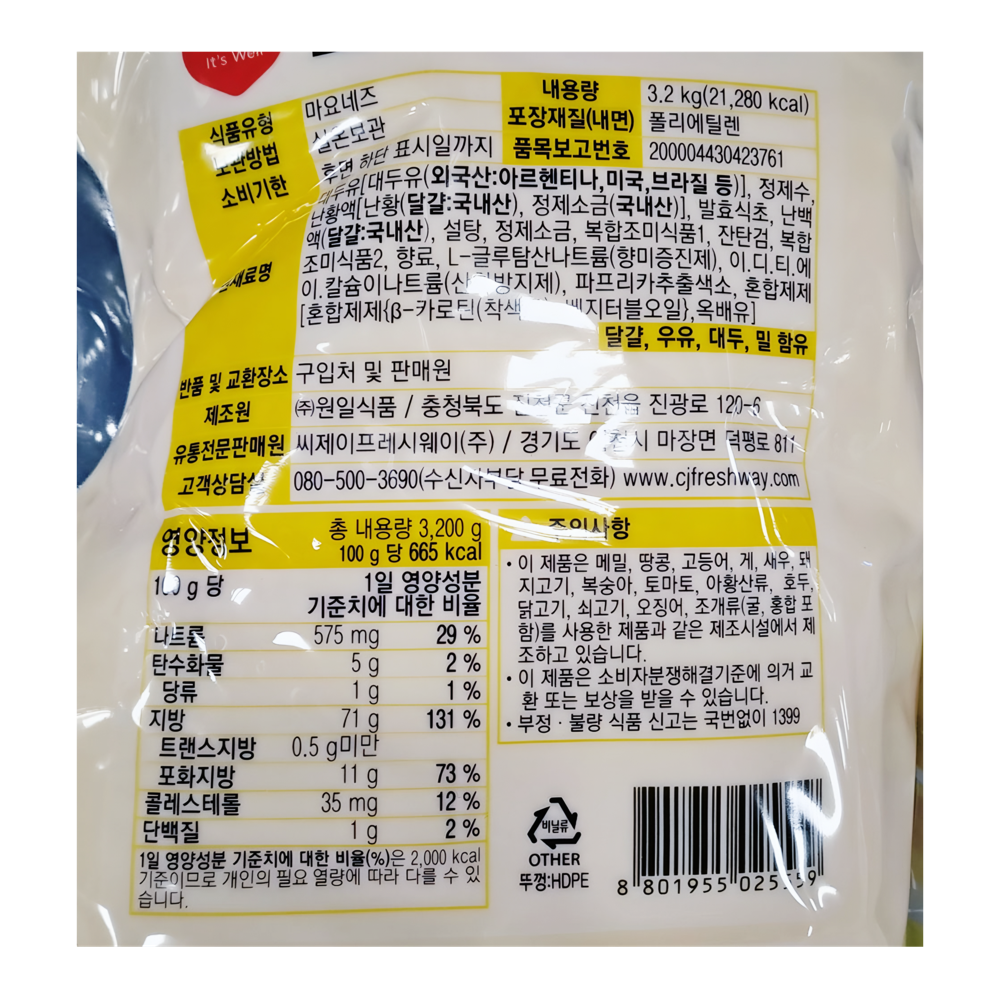 It's Well
식품유형 마요네즈
보관방법 실온보관
소비기한 후면 하단 표시일까지
내용량 3.2 kg(21,280 kcal)
포장재질(내면) 폴리에틸렌
품목보고번호 200004430423761
대두유[대두유(외국산:아르헨티나,미국,브라질 등)], 정제수,
난황액[난황(달걀:국내산), 정제소금(국내산)], 발효식초, 난백
액(달걀:국내산), 설탕, 정제소금, 복합조미식품1, 잔탄검, 복합
조미식품2, 향료, L-글루탐산나트륨(향미증진제), 이.디.티.에
이.칼슘이나트륨(산화방지제), 파프리카추출색소, 혼합제제
[혼합제제{β-카로틴(착색 베지터블오일},옥배유]
달걀, 우유, 대두, 밀 함유
반품 및 교환장소 구입처 및 판매원
제조원 ㈜원일식품 / 충청북도 진천군 진천읍 진광로 120-6
유통전문판매원 씨제이프레시웨이(주) / 경기도 이천시 마장면 덕평로 811
고객상담실 080-500-3690(수신자부담 무료전화) www.cjfreshway.com
영양정보
총 내용량 3,200 g
100 g 당 665 kcal
100 g 당
1일 영양성분
기준치에 대한 비율
나트륨 575 mg 29 %
탄수화물 5 g 2 %
당류 1 g 1 %
지방 71 g 131 %
트랜스지방 0.5 g미만
포화지방 11 g 73 %
콜레스테롤 35 mg 12 %
단백질 1 g 2 %
1일 영양성분 기준치에 대한 비율(%)은 2,000 kcal
기준이므로 개인의 필요 열량에 따라 다를 수 있
습니다.
주의사항
• 이 제품은 메밀, 땅콩, 고등어, 게, 새우, 돼
지고기, 복숭아, 토마토, 아황산류, 호두,
닭고기, 쇠고기, 오징어, 조개류(굴, 홍합 포
함)를 사용한 제품과 같은 제조시설에서 제
조하고 있습니다.
• 이 제품은 소비자분쟁해결기준에 의거 교
환 또는 보상을 받을 수 있습니다.
• 부정 · 불량 식품 신고는 국번없이 1399
비닐류
OTHER
뚜껑:HDPE
8 801955 025559